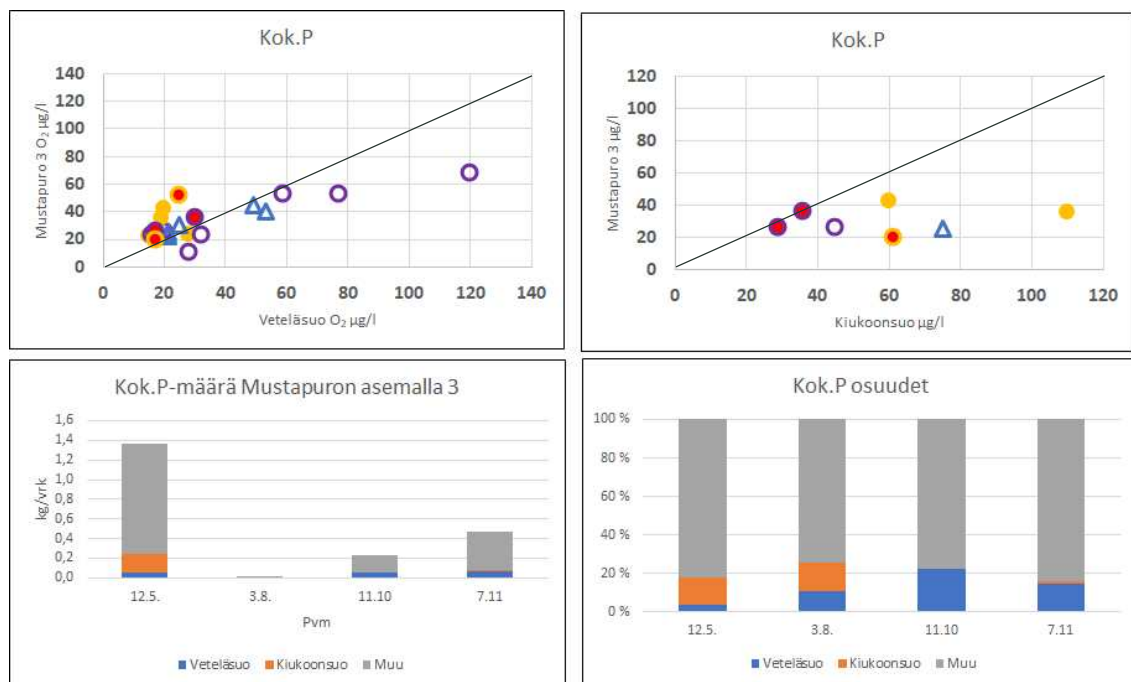 Kok.P
Mustapuro 3 O₂ µg/l
140
120
100
80
60
40
20
0
0 20 40 60 80 100 120 140
Veteläsuo O₂ µg/l
Kok.P
Mustapuro 3 µg/l
120
100
80
60
40
20
0
0 20 40 60 80 100 120
Kiukoonsuo µg/l
Kok.P-määrä Mustapuron asemalla 3
kg/vrk
1,6
1,4
1,2
1,0
0,8
0,6
0,4
0,2
0,0
12.5. 3.8. 11.10 7.11
Pvm
Veteläsuo Kiukoonsuo Muu
Kok.P osuudet
100 %
80 %
60 %
40 %
20 %
0 %
12.5. 3.8. 11.10 7.11
Veteläsuo Kiukoonsuo Muu